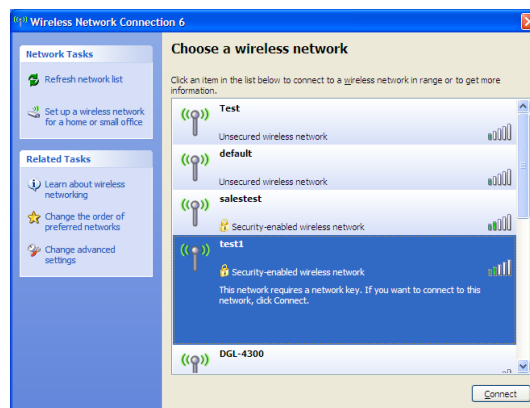 Wireless Network Connection 6
Network Tasks
Refresh network list
Set up a wireless network
for a home or small office
Related Tasks
Learn about wireless
networking
Change the order of
preferred networks
Change advanced
settings
Choose a wireless network
Click an item in the list below to connect to a wireless network in range or to get more
information.
Test
Unsecured wireless network
default
Unsecured wireless network
salestest
Security-enabled wireless network
test1
Security-enabled wireless network
This network requires a network key. If you want to connect to this
network, click Connect.
DGL-4300
Connect